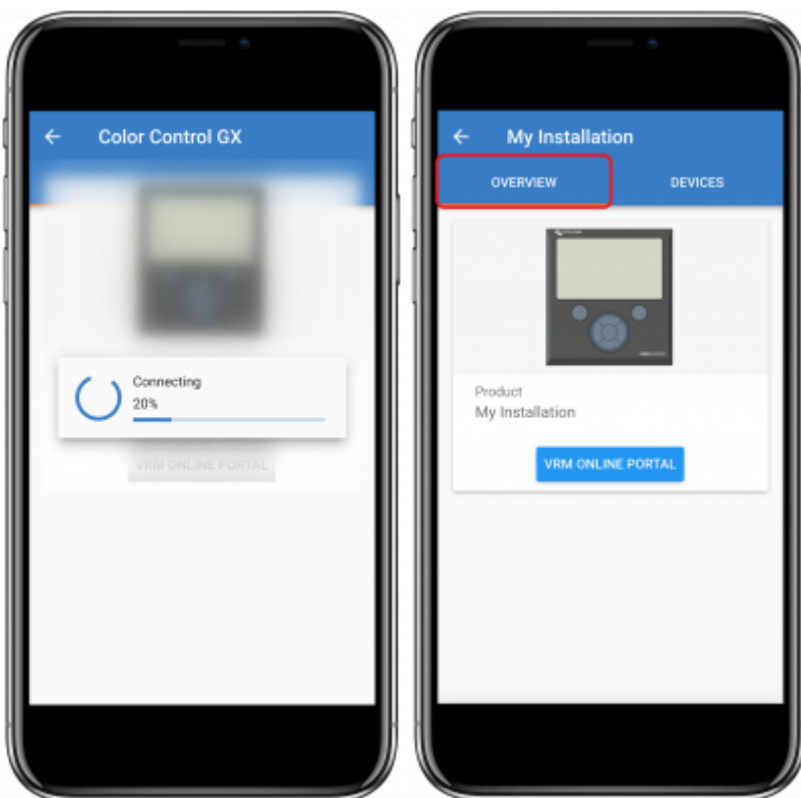 Color Control GX
Connecting
20%
VRM ONLINE PORTAL
My Installation
OVERVIEW
DEVICES
Product
My Installation
VRM ONLINE PORTAL